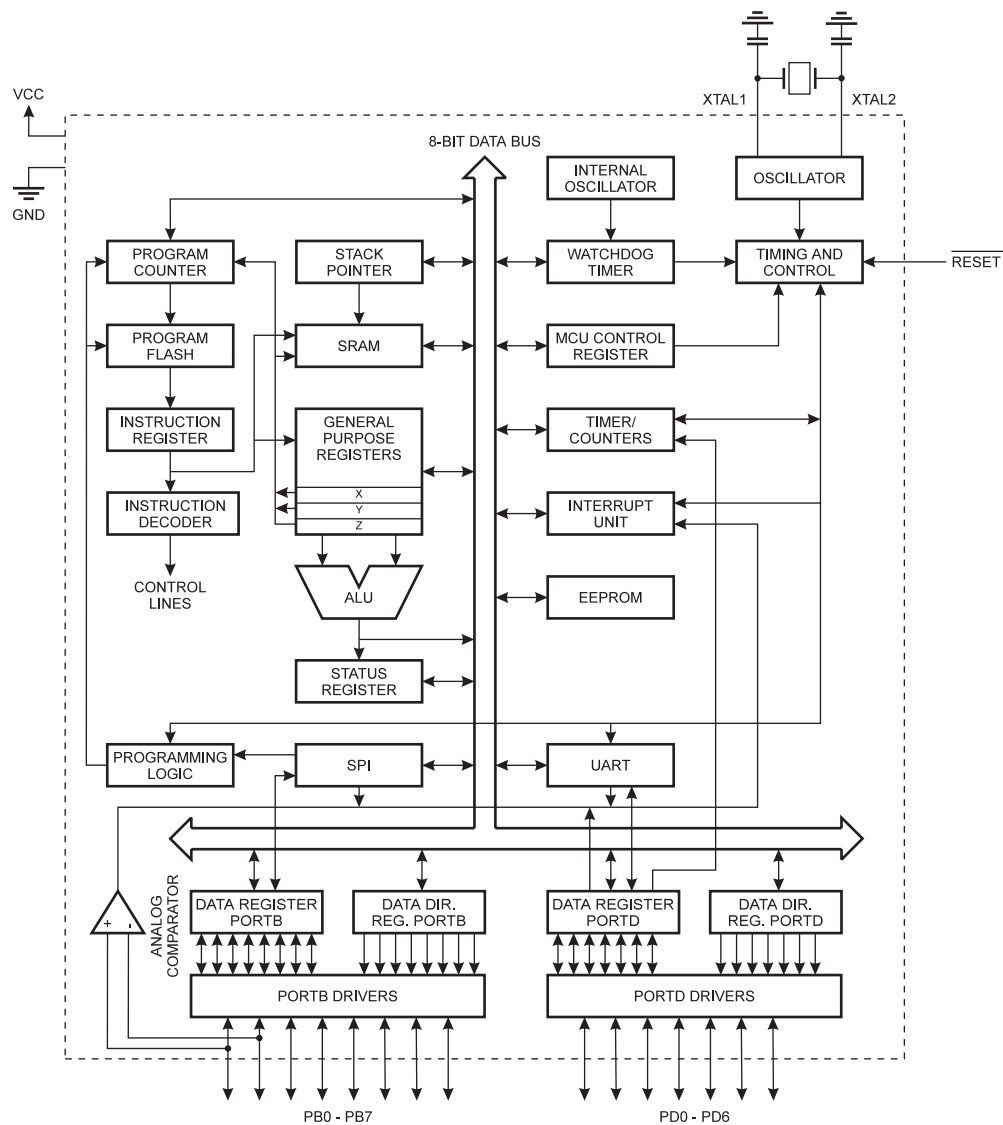 XTAL1
XTAL2
VCC
GND
8-BIT DATA BUS
INTERNAL
OSCILLATOR
OSCILLATOR
PROGRAM
COUNTER
STACK
POINTER
WATCHDOG
TIMER
TIMING AND
CONTROL
RESET
PROGRAM
FLASH
SRAM
MCU CONTROL
REGISTER
INSTRUCTION
REGISTER
GENERAL
PURPOSE
REGISTERS
X
Y
Z
TIMER/
COUNTERS
INSTRUCTION
DECODER
INTERRUPT
UNIT
CONTROL
LINES
ALU
EEPROM
STATUS
REGISTER
PROGRAMMING
LOGIC
SPI
UART
ANALOG
COMPARATOR
+
-
DATA REGISTER
PORTB
DATA DIR.
REG. PORTB
DATA REGISTER
PORTD
DATA DIR.
REG. PORTD
PORTB DRIVERS
PORTD DRIVERS
PB0 - PB7
PD0 - PD6